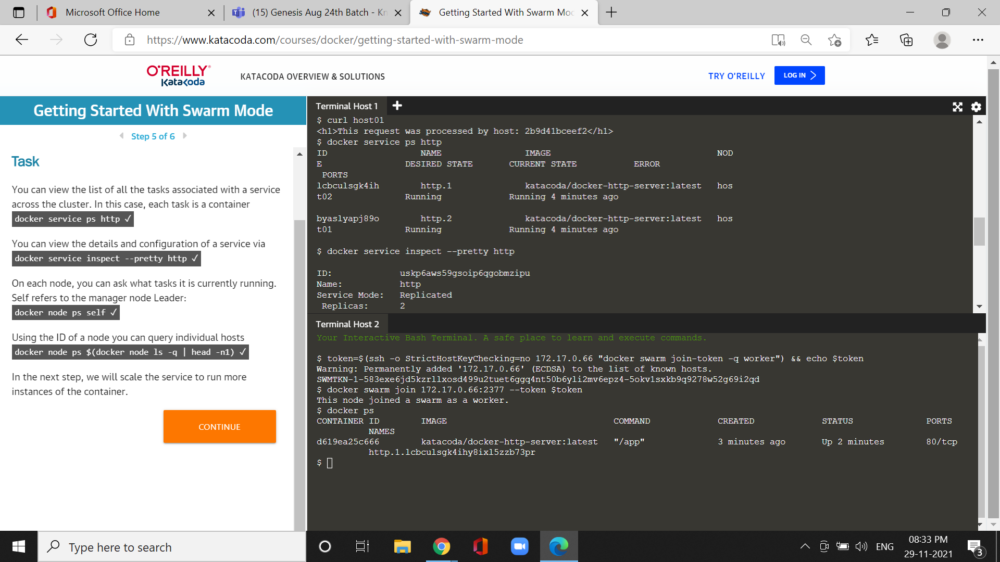 Microsoft Office Home
(15) Genesis Aug 24th Batch - Kn
Getting Started With Swarm Moc
https://www.katacoda.com/courses/docker/getting-started-with-swarm-mode
O'REILLY®
Katacoda
KATACODA OVERVIEW & SOLUTIONS
TRY O'REILLY
LOG IN
Getting Started With Swarm Mode
Step 5 of 6
Task
You can view the list of all the tasks associated with a service
across the cluster. In this case, each task is a container
docker service ps http ✓
You can view the details and configuration of a service via
docker service inspect --pretty http ✓
On each node, you can ask what tasks it is currently running.
Self refers to the manager node Leader:
docker node ps self ✓
Using the ID of a node you can query individual hosts
docker node ps $(docker node ls -q | head -n1) ✓
In the next step, we will scale the service to run more
instances of the container.
CONTINUE
Terminal Host 1
$ curl host01
<h1>This request was processed by host: 2b9d41bceef2</h1>
$ docker service ps http
ID NAME IMAGE NOD
E DESIRED STATE CURRENT STATE ERROR
PORTS
lcbculsgk4ih http.1 katacoda/docker-http-server:latest hos
t02 Running Running 4 minutes ago
byaslyapj89o http.2 katacoda/docker-http-server:latest hos
t01 Running Running 4 minutes ago
$ docker service inspect --pretty http
ID: uskp6aws59gsoip6qgobmzipu
Name: http
Service Mode: Replicated
Replicas: 2
Terminal Host 2
Your Interactive Bash Terminal. A safe place to learn and execute commands.
$ token=$(ssh -o StrictHostKeyChecking=no 172.17.0.66 "docker swarm join-token -q worker") && echo $token
Warning: Permanently added '172.17.0.66' (ECDSA) to the list of known hosts.
SWMTKN-1-583exe6jd5kzrllxosd499u2tuet6ggq4nt50b6yli2mv6epz4-5okv1sxkb9q9278w52g69i2qd
$ docker swarm join 172.17.0.66:2377 --token $token
This node joined a swarm as a worker.
$ docker ps
CONTAINER ID IMAGE COMMAND CREATED STATUS PORTS
NAMES
d619ea25c666 katacoda/docker-http-server:latest "/app" 3 minutes ago Up 2 minutes 80/tcp
http.1.lcbculsgk4ihy8ixl5zzb73pr
$
Type here to search
ENG
08:33 PM
29-11-2021
3